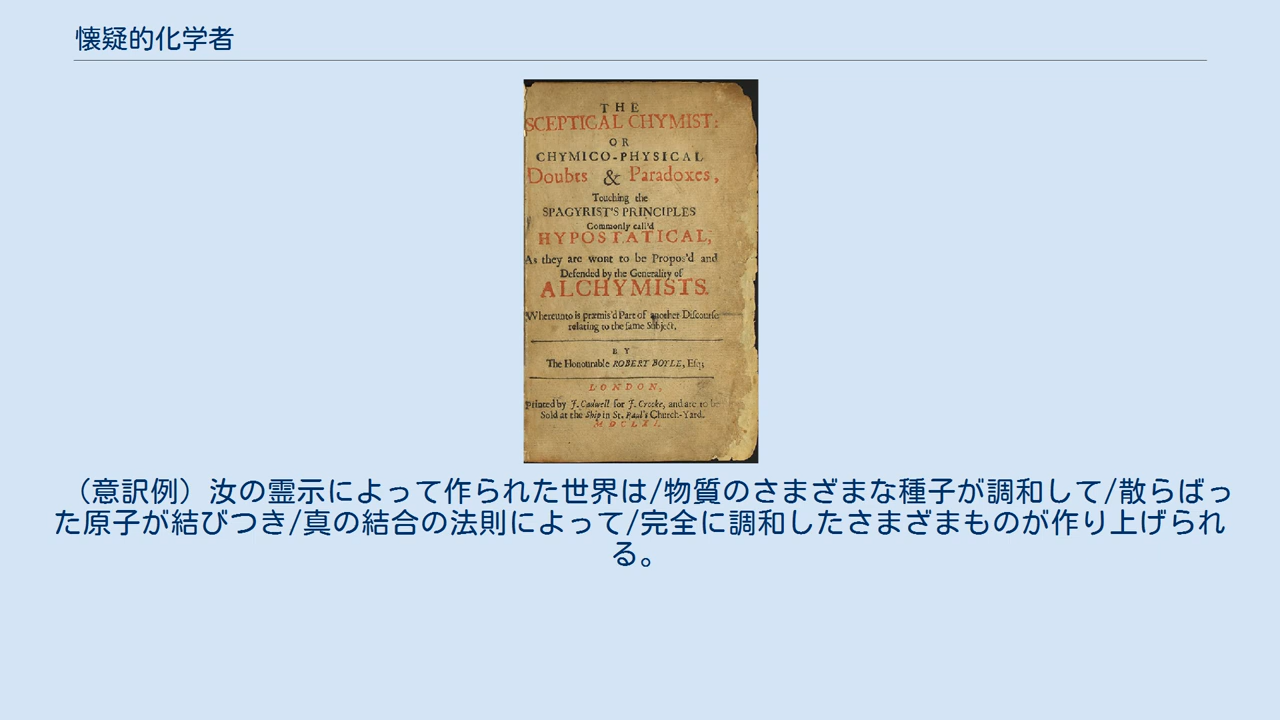 懐疑的化学者
THE
SCEPTICAL CHYMIST:
OR
CHYMICO-PHYSICAL
Doubts & Paradoxes,
Touching the
SPAGYRIST'S PRINCIPLES
Commonly call'd
HYPOSTATICAL,
As they are wont to be Propos'd and
Defended by the Generality of
ALCHYMISTS.
Whereunto is præmis'd Part of another Discourse
relating to the same Subject.
BY
The Honourable ROBERT BOYLE, Esq;
LONDON,
Printed by J. Cadwell for J. Crooke, and are to be
Sold at the Ship in St. Paul's Church-Yard.
MDCLXI.
（意訳例）汝の霊示によって作られた世界は/物質のさまざまな種子が調和して/散らばっ
た原子が結びつき/真の結合の法則によって/完全に調和したさまざまものが作り上げられ
る。